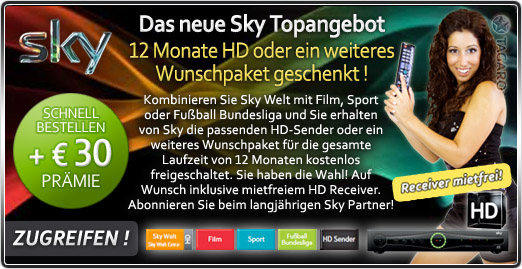 sky
Das neue Sky Topangebot
12 Monate HD oder ein weiteres
Wunschpaket geschenkt !
SCHNELL
BESTELLEN
+ € 30
PRÄMIE
Kombinieren Sie Sky Welt mit Film, Sport
oder Fußball Bundesliga und Sie erhalten
von Sky die passenden HD-Sender oder ein
weiteres Wunschpaket für die gesamte
Laufzeit von 12 Monaten kostenlos
freigeschaltet. Sie haben die Wahl! Auf
Wunsch inklusive mietfreiem HD Receiver.
Abonnieren Sie beim langjährigen Sky Partner!
TACARO
Receiver mietfrei!
HD
ZUGREIFEN !
Sky Welt
Sky Welt Extra
HD
Film
Sport
Fußball
Bundesliga
HD Sender
sky